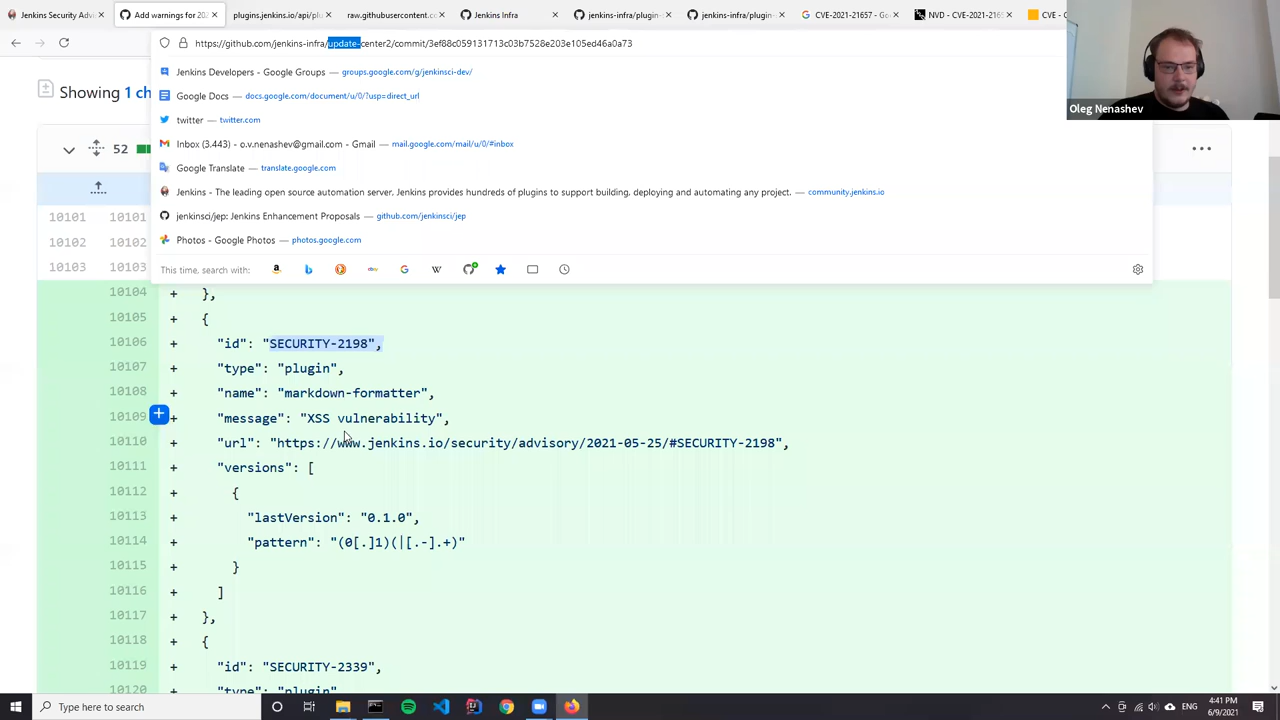 Jenkins Security Adv
Add warnings for 202
plugins.jenkins.io/api/plu
raw.githubusercontent.c
Jenkins Infra
jenkins-infra/plugin-
jenkins-infra/plugin-
CVE-2021-21657 - Go
NVD - CVE-2021-165
CVE - C
https://github.com/jenkins-infra/update-center2/commit/3ef88c059131713c03b7528e203e105ed46a0a73
Jenkins Developers - Google Groups — groups.google.com/g/jenkinsci-dev/
Google Docs — docs.google.com/document/u/0/?usp=direct_url
twitter — twitter.com
Inbox (3.443) - o.v.nenashev@gmail.com - Gmail — mail.google.com/mail/u/0/#inbox
Google Translate — translate.google.com
Jenkins - The leading open source automation server, Jenkins provides hundreds of plugins to support building, deploying and automating any project. — community.jenkins.io
jenkinsci/jep: Jenkins Enhancement Proposals — github.com/jenkinsci/jep
Photos - Google Photos — photos.google.com
This time, search with:
Oleg Nenashev
Showing 1 ch
52
10101 10101
10102 10102
10103 10103
10104 + },
10105 + {
10106 + "id": "SECURITY-2198",
10107 + "type": "plugin",
10108 + "name": "markdown-formatter",
10109 + "message": "XSS vulnerability",
10110 + "url": "https://www.jenkins.io/security/advisory/2021-05-25/#SECURITY-2198",
10111 + "versions": [
10112 + {
10113 + "lastVersion": "0.1.0",
10114 + "pattern": "(0[.]1)(|[.-].+)"
10115 + }
10116 + ]
10117 + },
10118 + {
10119 + "id": "SECURITY-2339",
10120 + "type": "plugin"
Type here to search
ENG
4:41 PM
6/9/2021